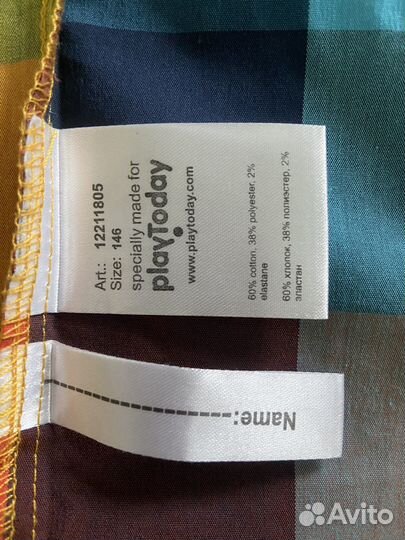 Art.: 12211805
Size: 146
specially made for
playToday
www.playtoday.com
60% cotton, 38% polyester, 2%
elastane
60% хлопок, 38% полиэстер, 2%
эластан
Name:
Avito